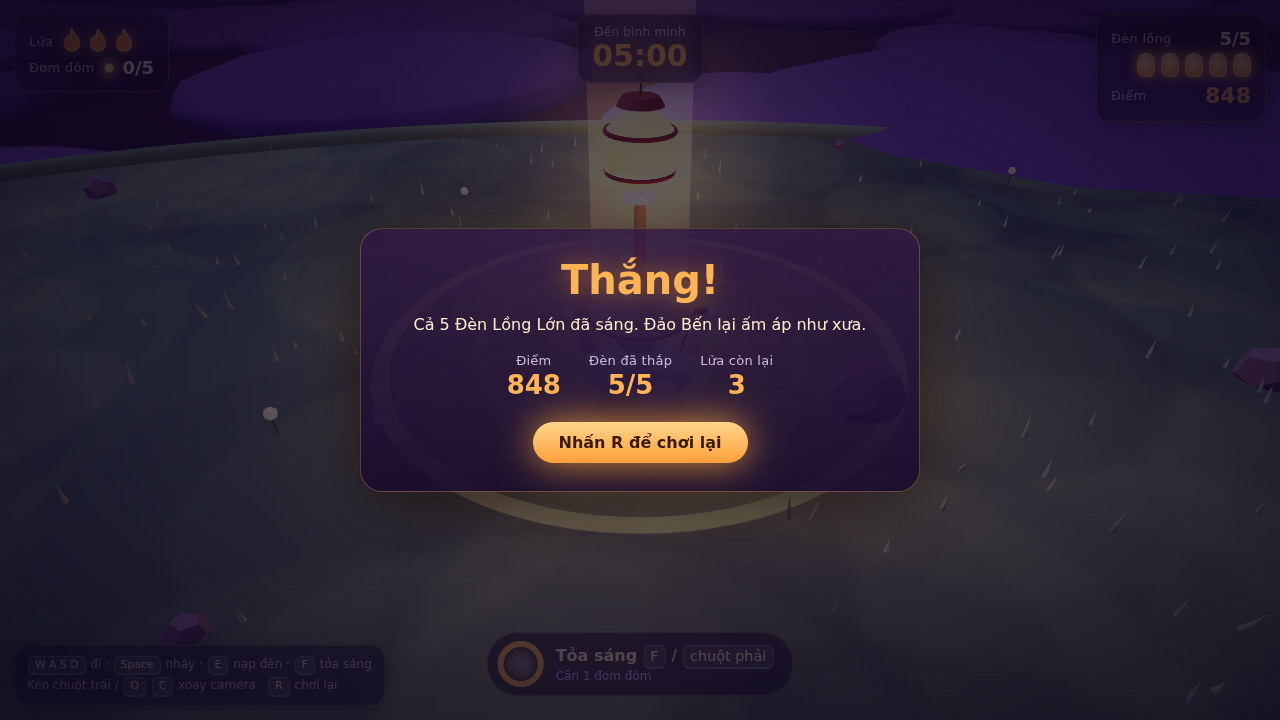 Lửa
Đom đóm 0/5
Đến bình minh
05:00
Đèn lồng 5/5
Điểm 848
Thắng!
Cả 5 Đèn Lồng Lớn đã sáng. Đảo Bến lại ấm áp như xưa.
Điểm Đèn đã thắp Lửa còn lại
848 5/5 3
Nhấn R để chơi lại
W A S D đi · Space nhảy · E nạp đèn · F tỏa sáng
Kéo chuột trái / Q C xoay camera · R chơi lại
Tỏa sáng F / chuột phải
Cần 1 đom đóm